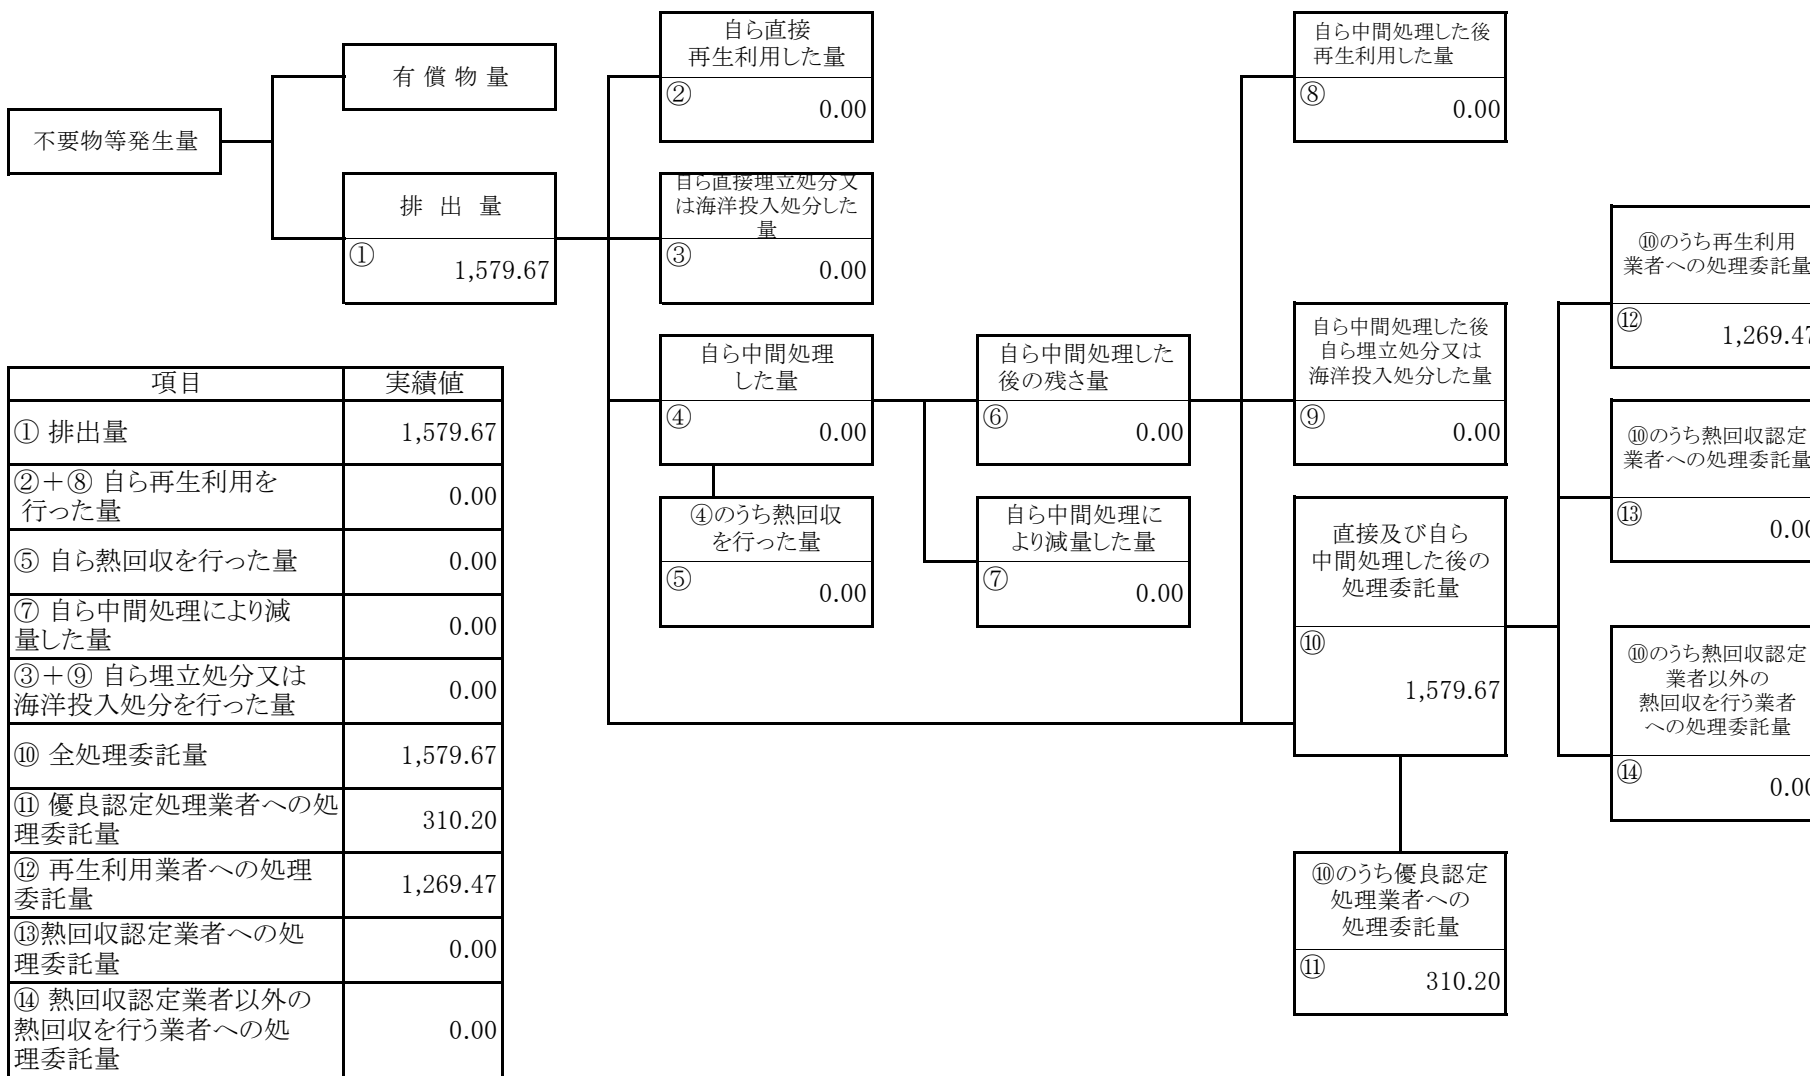 不要物等発生量
有償物量
排出量
① 1,579.67
自ら直接
再生利用した量
② 0.00
自ら直接埋立処分又
は海洋投入処分した
量
③ 0.00
自ら中間処理
した量
④ 0.00
④のうち熱回収
を行った量
⑤ 0.00
自ら中間処理した
後の残さ量
⑥ 0.00
自ら中間処理に
より減量した量
⑦ 0.00
自ら中間処理した後
再生利用した量
⑧ 0.00
自ら中間処理した後
自ら埋立処分又は
海洋投入処分した量
⑨ 0.00
直接及び自ら
中間処理した後の
処理委託量
⑩
1,579.67
⑩のうち優良認定
処理業者への
処理委託量
⑪ 310.20
⑩のうち再生利用
業者への処理委託量
⑫ 1,269.47
⑩のうち熱回収認定
業者への処理委託量
⑬ 0.00
⑩のうち熱回収認定
業者以外の
熱回収を行う業者
への処理委託量
⑭ 0.00
項目 実績値
① 排出量 1,579.67
②＋⑧ 自ら再生利用を
行った量 0.00
⑤ 自ら熱回収を行った量 0.00
⑦ 自ら中間処理により減
量した量 0.00
③＋⑨ 自ら埋立処分又は
海洋投入処分を行った量 0.00
⑩ 全処理委託量 1,579.67
⑪ 優良認定処理業者への処
理委託量 310.20
⑫ 再生利用業者への処理
委託量 1,269.47
⑬熱回収認定業者への処
理委託量 0.00
⑭ 熱回収認定業者以外の
熱回収を行う業者への処
理委託量 0.00